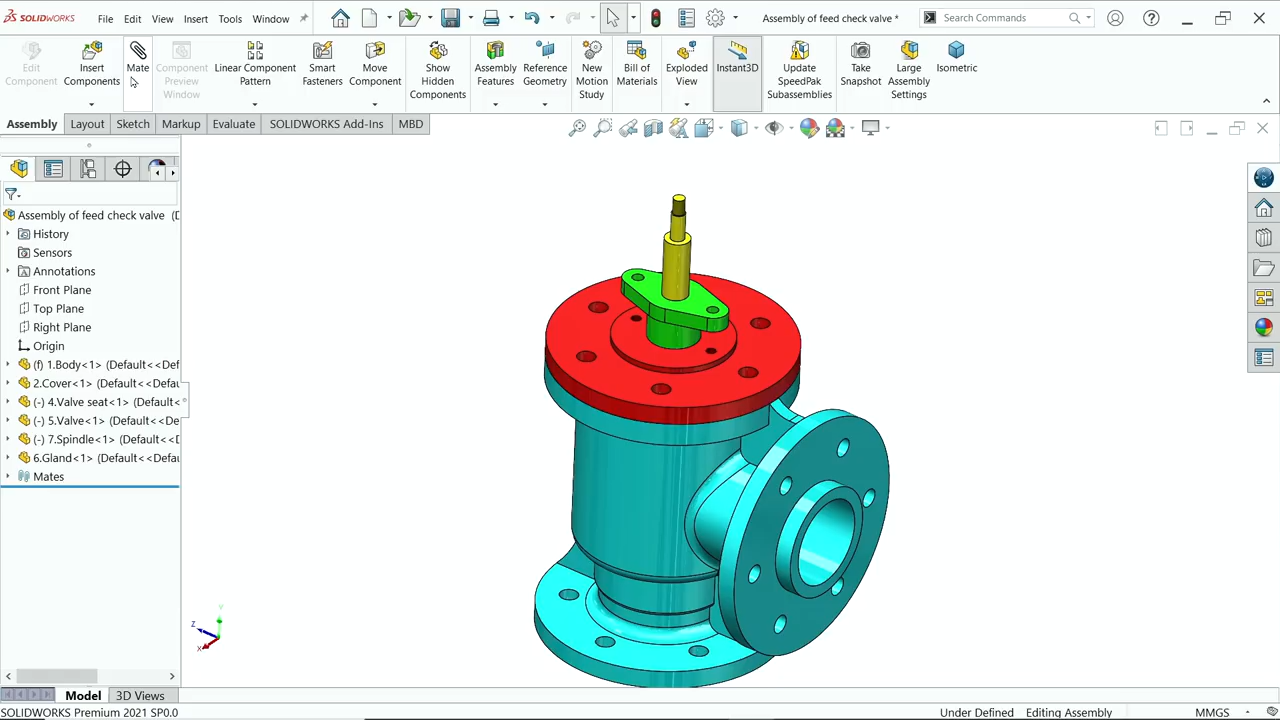 SOLIDWORKS File Edit View Insert Tools Window Assembly of feed check valve * Search Commands
Edit Component
Insert Components
Mate
Component Preview Window
Linear Component Pattern
Smart Fasteners
Move Component
Show Hidden Components
Assembly Features
Reference Geometry
New Motion Study
Bill of Materials
Exploded View
Instant3D
Update SpeedPak Subassemblies
Take Snapshot
Large Assembly Settings
Isometric
Assembly Layout Sketch Markup Evaluate SOLIDWORKS Add-Ins MBD
Assembly of feed check valve (D
History
Sensors
Annotations
Front Plane
Top Plane
Right Plane
Origin
(f) 1.Body<1> (Default<<Def
2.Cover<1> (Default<<Defa
(-) 4.Valve seat<1> (Default<
(-) 5.Valve<1> (Default<<De
(-) 7.Spindle<1> (Default<<D
6.Gland<1> (Default<<Defau
Mates
Y
Z
X
Model 3D Views
SOLIDWORKS Premium 2021 SP0.0 Under Defined Editing Assembly MMGS